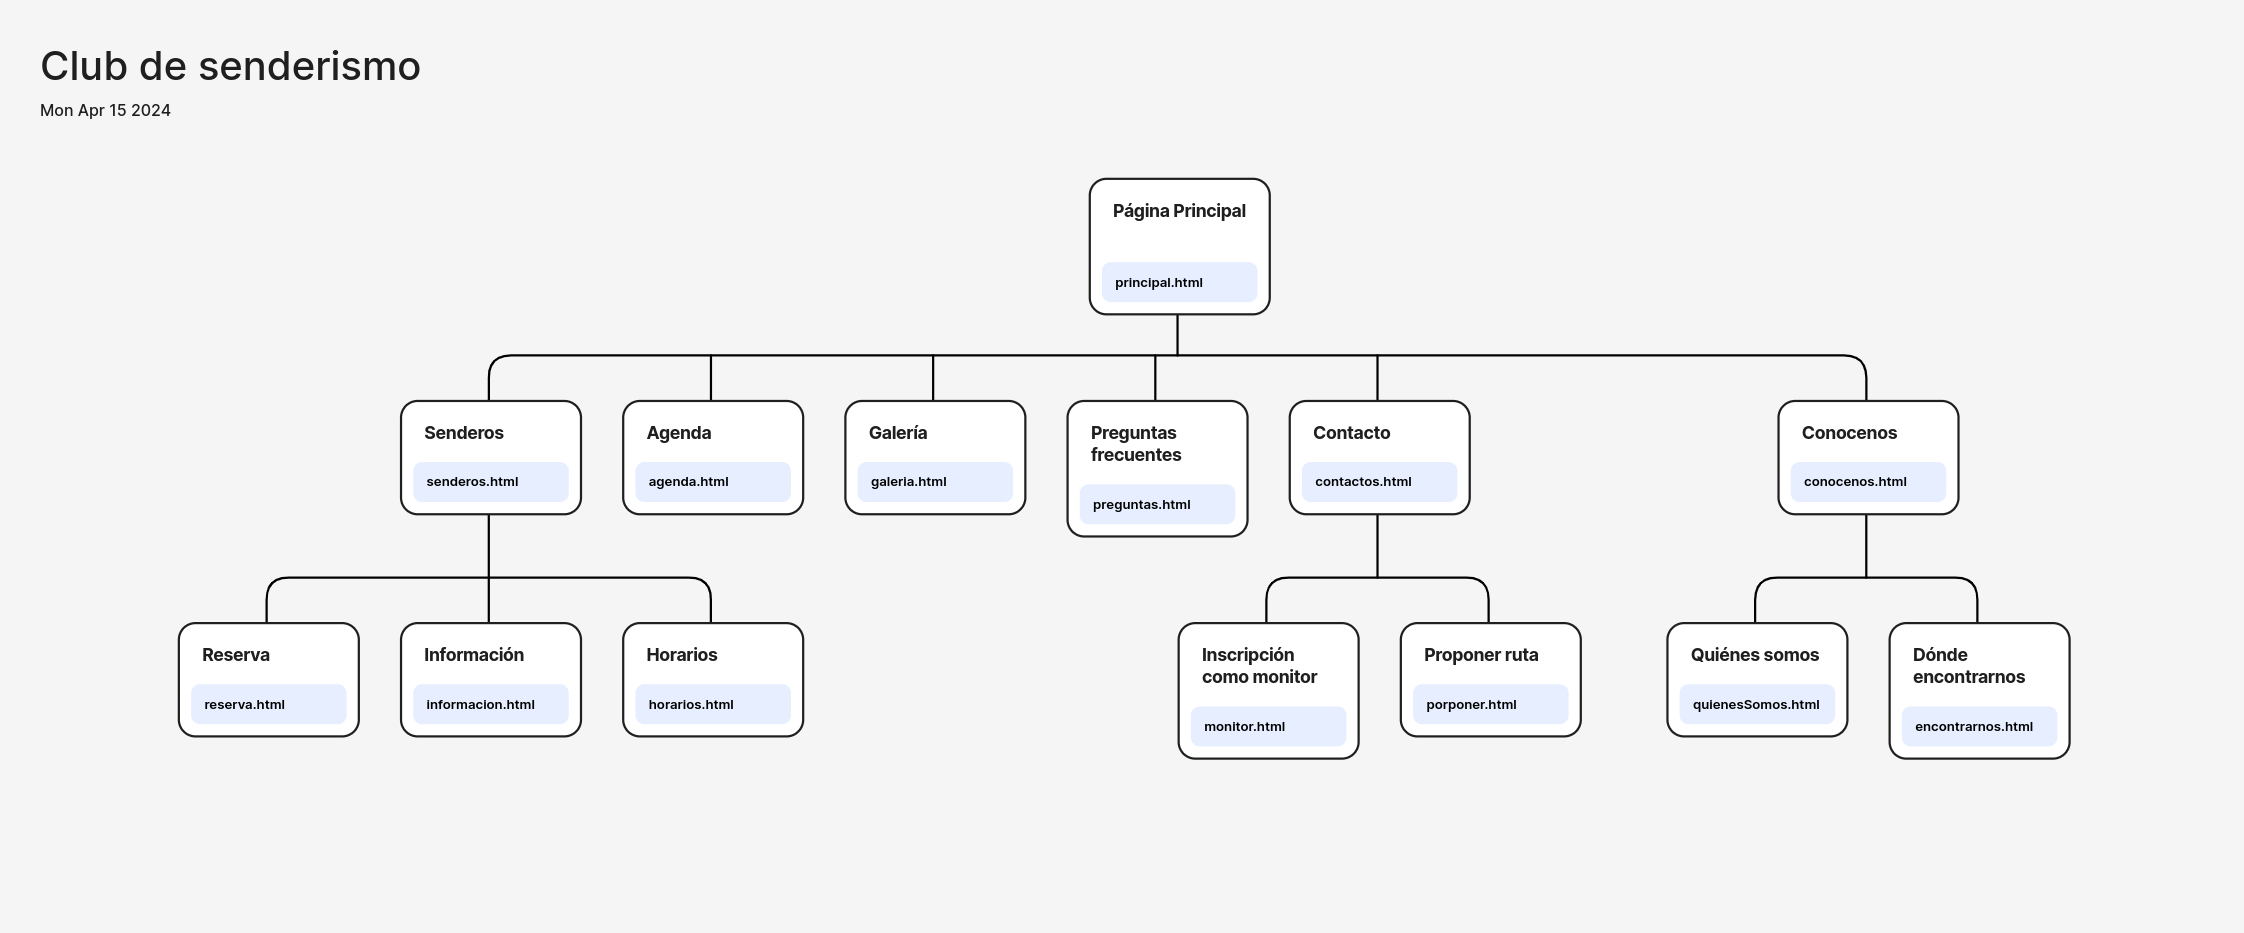 Club de senderismo
Mon Apr 15 2024
Página Principal
principal.html
Senderos
senderos.html
Agenda
agenda.html
Galería
galeria.html
Preguntas
frecuentes
preguntas.html
Contacto
contactos.html
Conocenos
conocenos.html
Reserva
reserva.html
Información
informacion.html
Horarios
horarios.html
Inscripción
como monitor
monitor.html
Proponer ruta
porponer.html
Quiénes somos
quienesSomos.html
Dónde
encontrarnos
encontrarnos.html